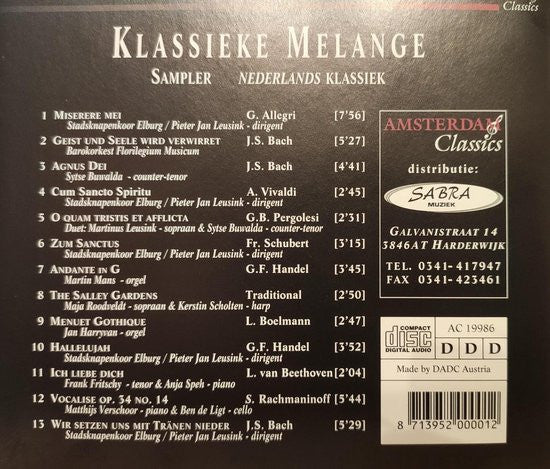 Classics
KLASSIEKE MELANGE
SAMPLER NEDERLANDS KLASSIEK
1 MISERERE MEI G. Allegri [7'56]
Stadsknapenkoor Elburg / Pieter Jan Leusink - dirigent
2 GEIST UND SEELE WIRD VERWIRRET J.S. Bach [5'27]
Barokorkest Florilegium Musicum
3 AGNUS DEI J.S. Bach [4'41]
Sytse Buwalda - counter-tenor
4 CUM SANCTO SPIRITU A. Vivaldi [2'45]
Stadsknapenkoor Elburg / Pieter Jan Leusink - dirigent
5 O QUAM TRISTIS ET AFFLICTA G.B. Pergolesi [2'31]
Duet: Martinus Leusink - sopraan & Sytse Buwalda - counter-tenor
6 ZUM SANCTUS Fr. Schubert [3'15]
Stadsknapenkoor Elburg / Pieter Jan Leusink - dirigent
7 ANDANTE IN G G.F. Handel [3'45]
Martin Mans - orgel
8 THE SALLEY GARDENS Traditional [2'50]
Maja Roodveldt - sopraan & Kerstin Scholten - harp
9 MENUET GOTHIQUE L. Boelmann [2'47]
Jan Harryvan - orgel
10 HALLELUJAH G.F. Handel [3'52]
Stadsknapenkoor Elburg / Pieter Jan Leusink - dirigent
11 ICH LIEBE DICH L. van Beethoven [2'04]
Frank Fritschy - tenor & Anja Speh - piano
12 VOCALISE OP. 34 NO. 14 S. Rachmaninoff [5'44]
Matthijs Verschoor - piano & Ben de Ligt - cello
13 WIR SETZEN UNS MIT TRÄNEN NIEDER J.S. Bach [5'29]
Stadsknapenkoor Elburg / Pieter Jan Leusink - dirigent
AMSTERDAM
Classics
distributie:
SABRA
MUZIEK
GALVANISTRAAT 14
3846AT HARDERWIJK
TEL. 0341-417947
FAX 0341-423461
COMPACT
disc
DIGITAL AUDIO
AC 19986
D D D
Made by DADC Austria
8 713952 000012